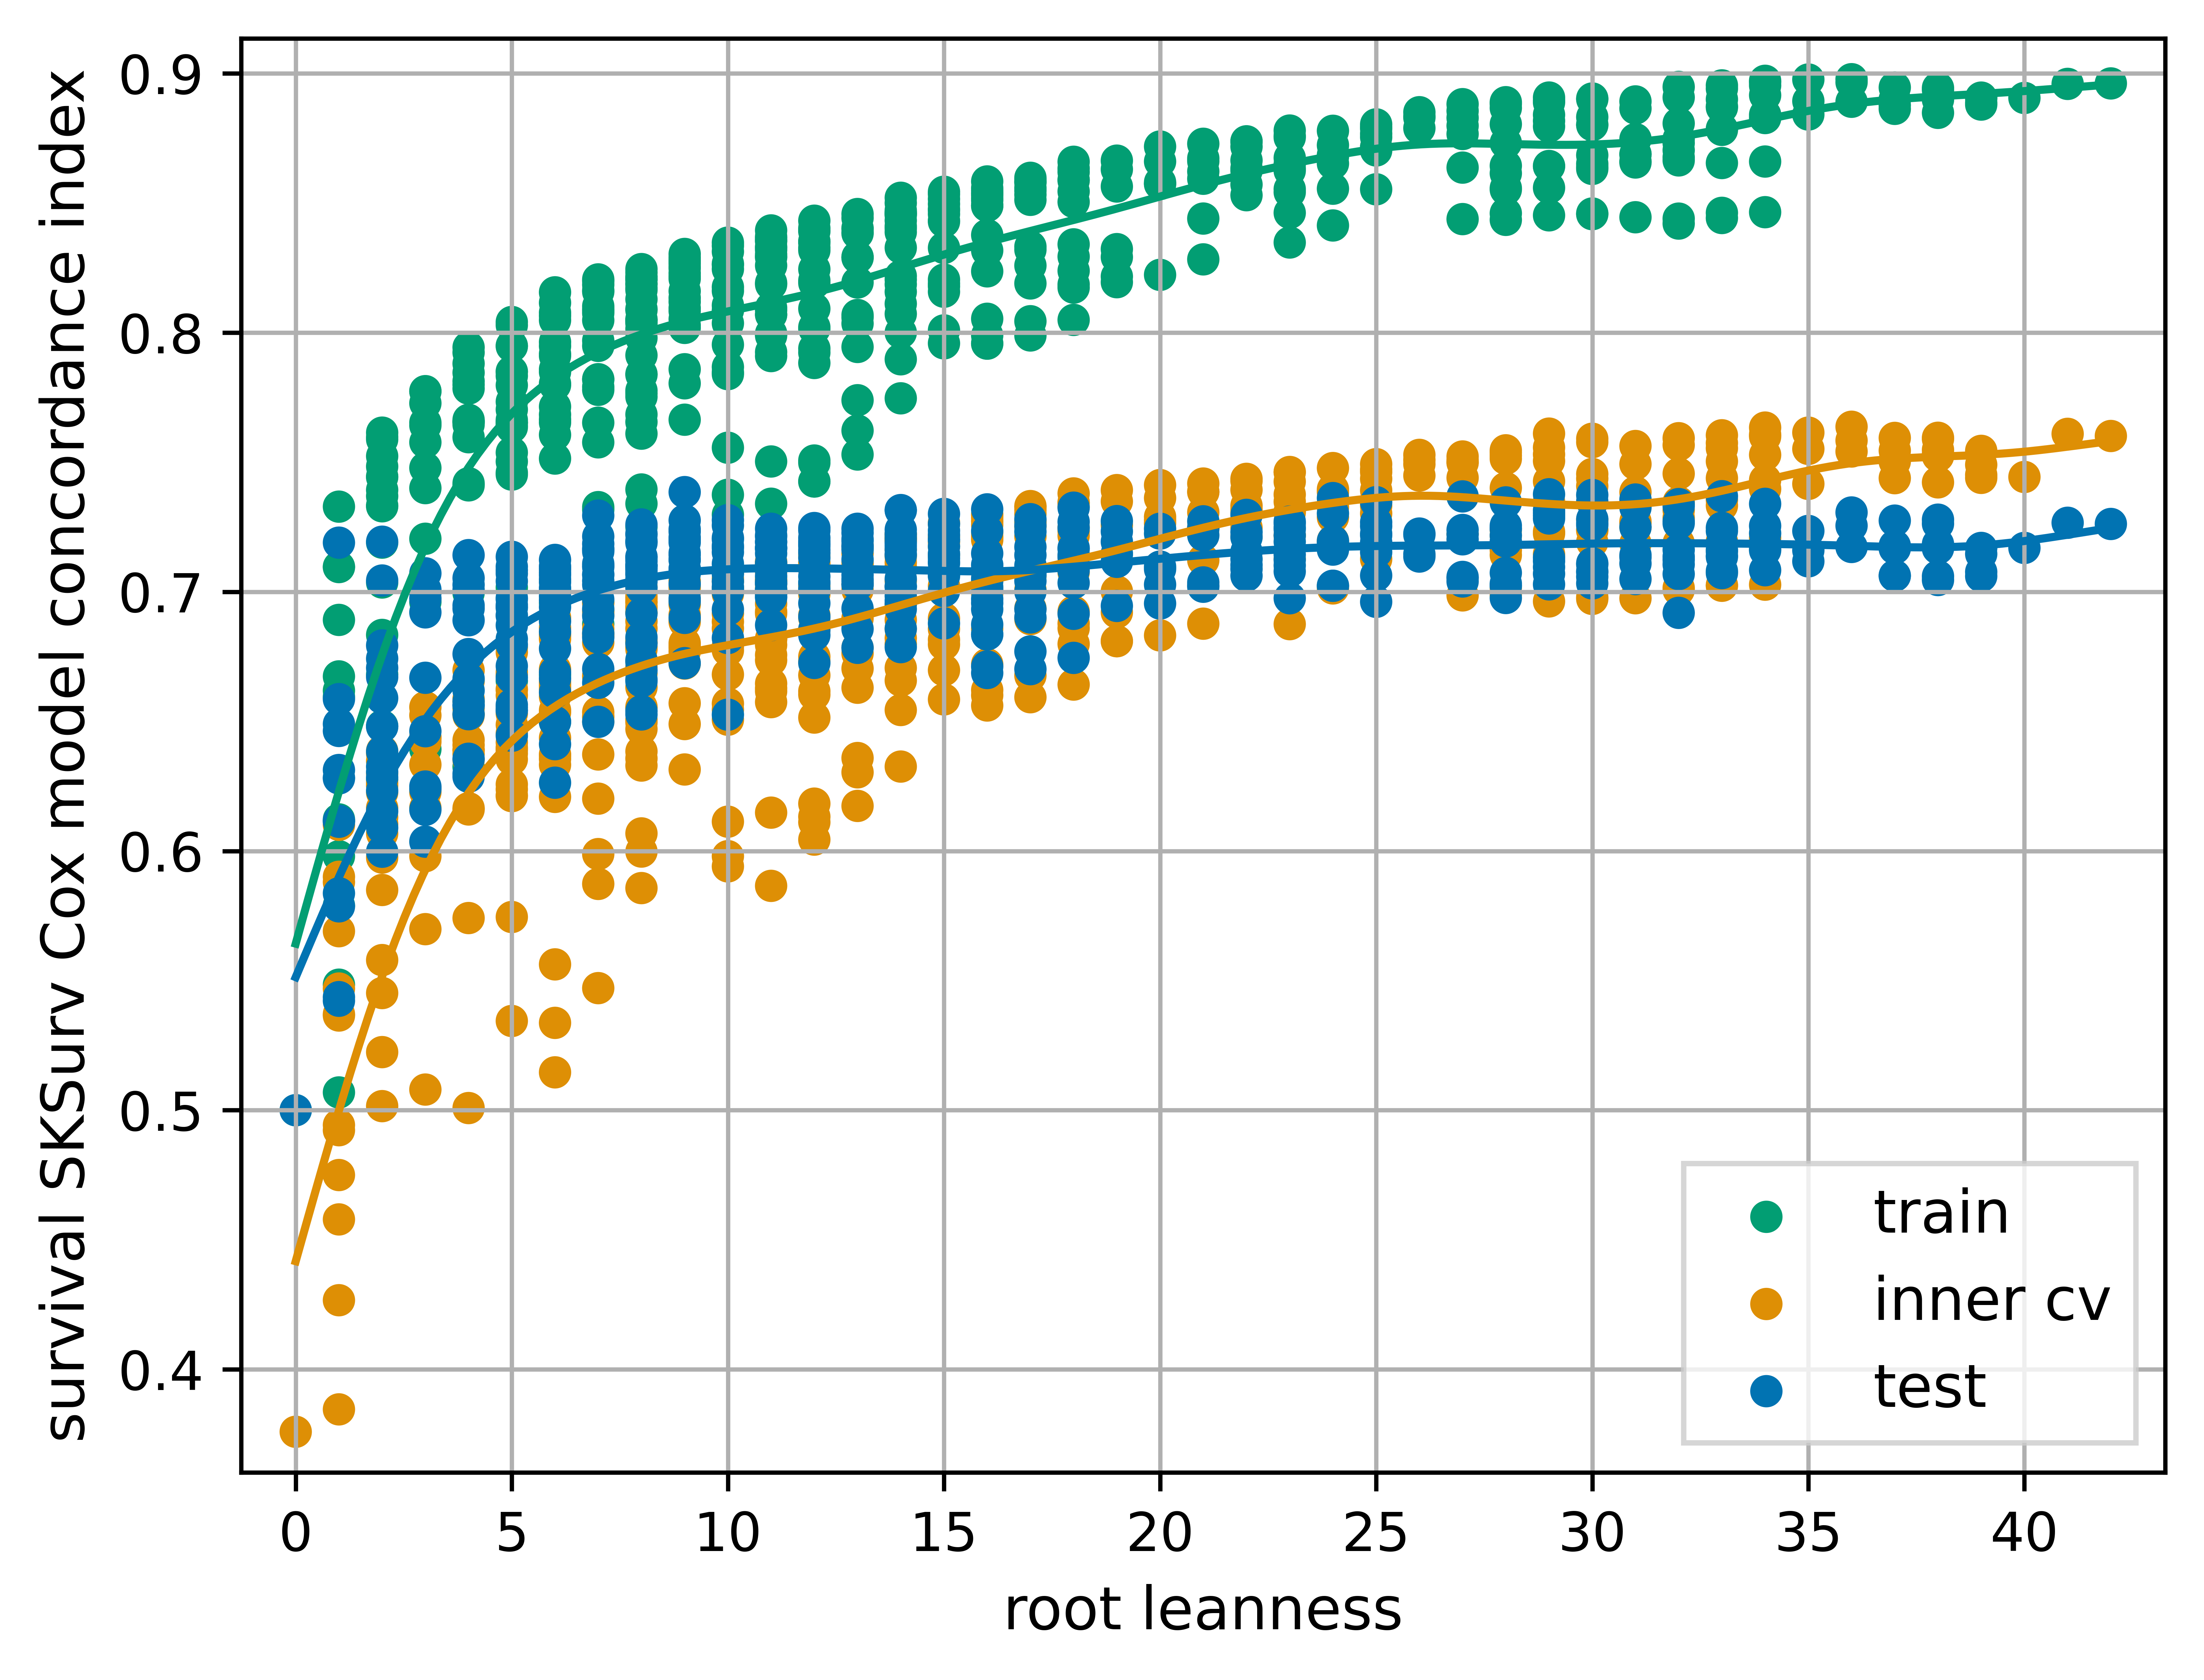 survival SKSurv Cox model concordance index
0.9
0.8
0.7
0.6
0.5
0.4
0 5 10 15 20 25 30 35 40
root leanness
train
inner cv
test